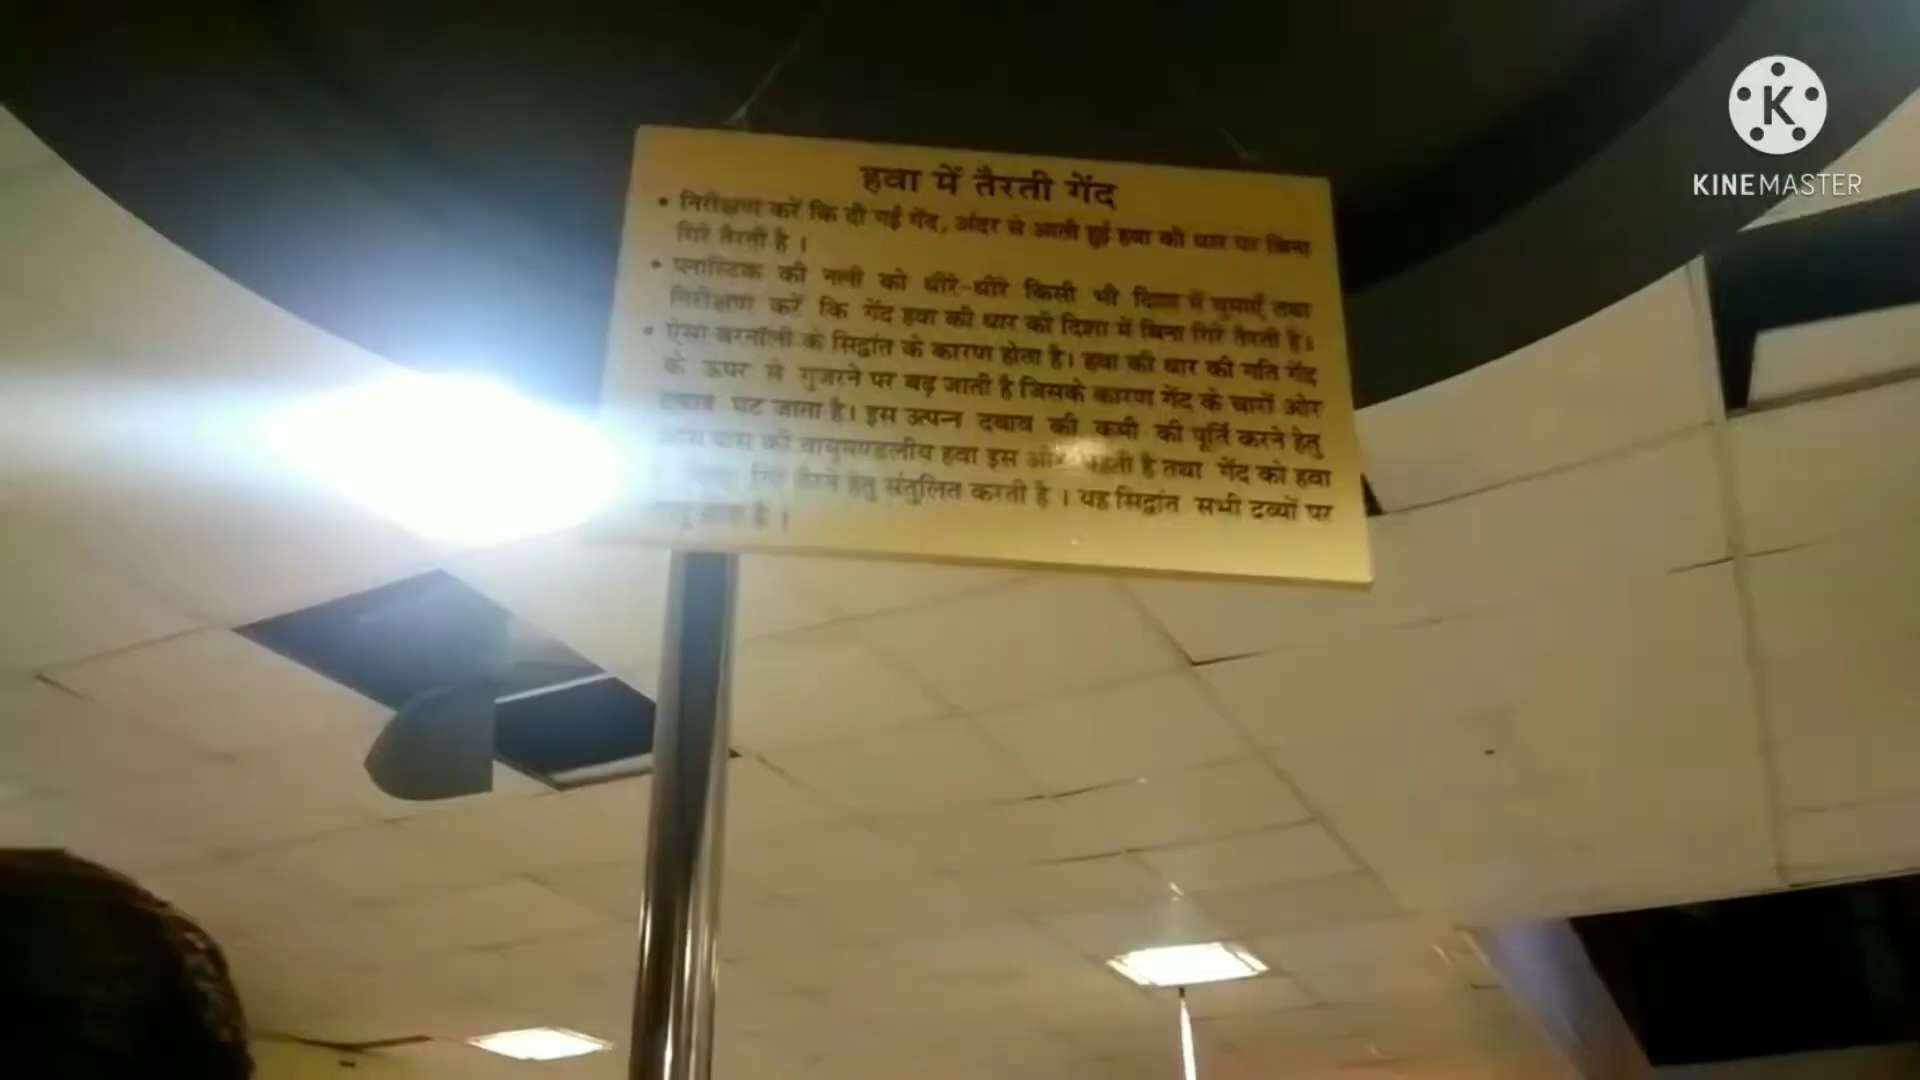 हवा में तैरती गेंद
• निरीक्षण करें कि दी गई गेंद, अंदर से आती हुई हवा की धार पर बिना
गिरे तैरती है ।
• प्लास्टिक की नली को धीरे-धीरे किसी भी दिशा में घुमाएँ तथा
निरीक्षण करें कि गेंद हवा की धार की दिशा में बिना गिरे तैरती है।
• ऐसा बरनॉली के सिद्धांत के कारण होता है। हवा की धार की गति गेंद
के ऊपर से गुजरने पर बढ़ जाती है जिसके कारण गेंद के चारों ओर
दबाव घट जाता है। इस उत्पन्न दबाव की कमी की पूर्ति करने हेतु
की वायुमण्डलीय हवा इस ओर है तथा गेंद को हवा
हेतु संतुलित करती है । यह सिद्धांत सभी द्रव्यों पर
है ।
K
KINEMASTER